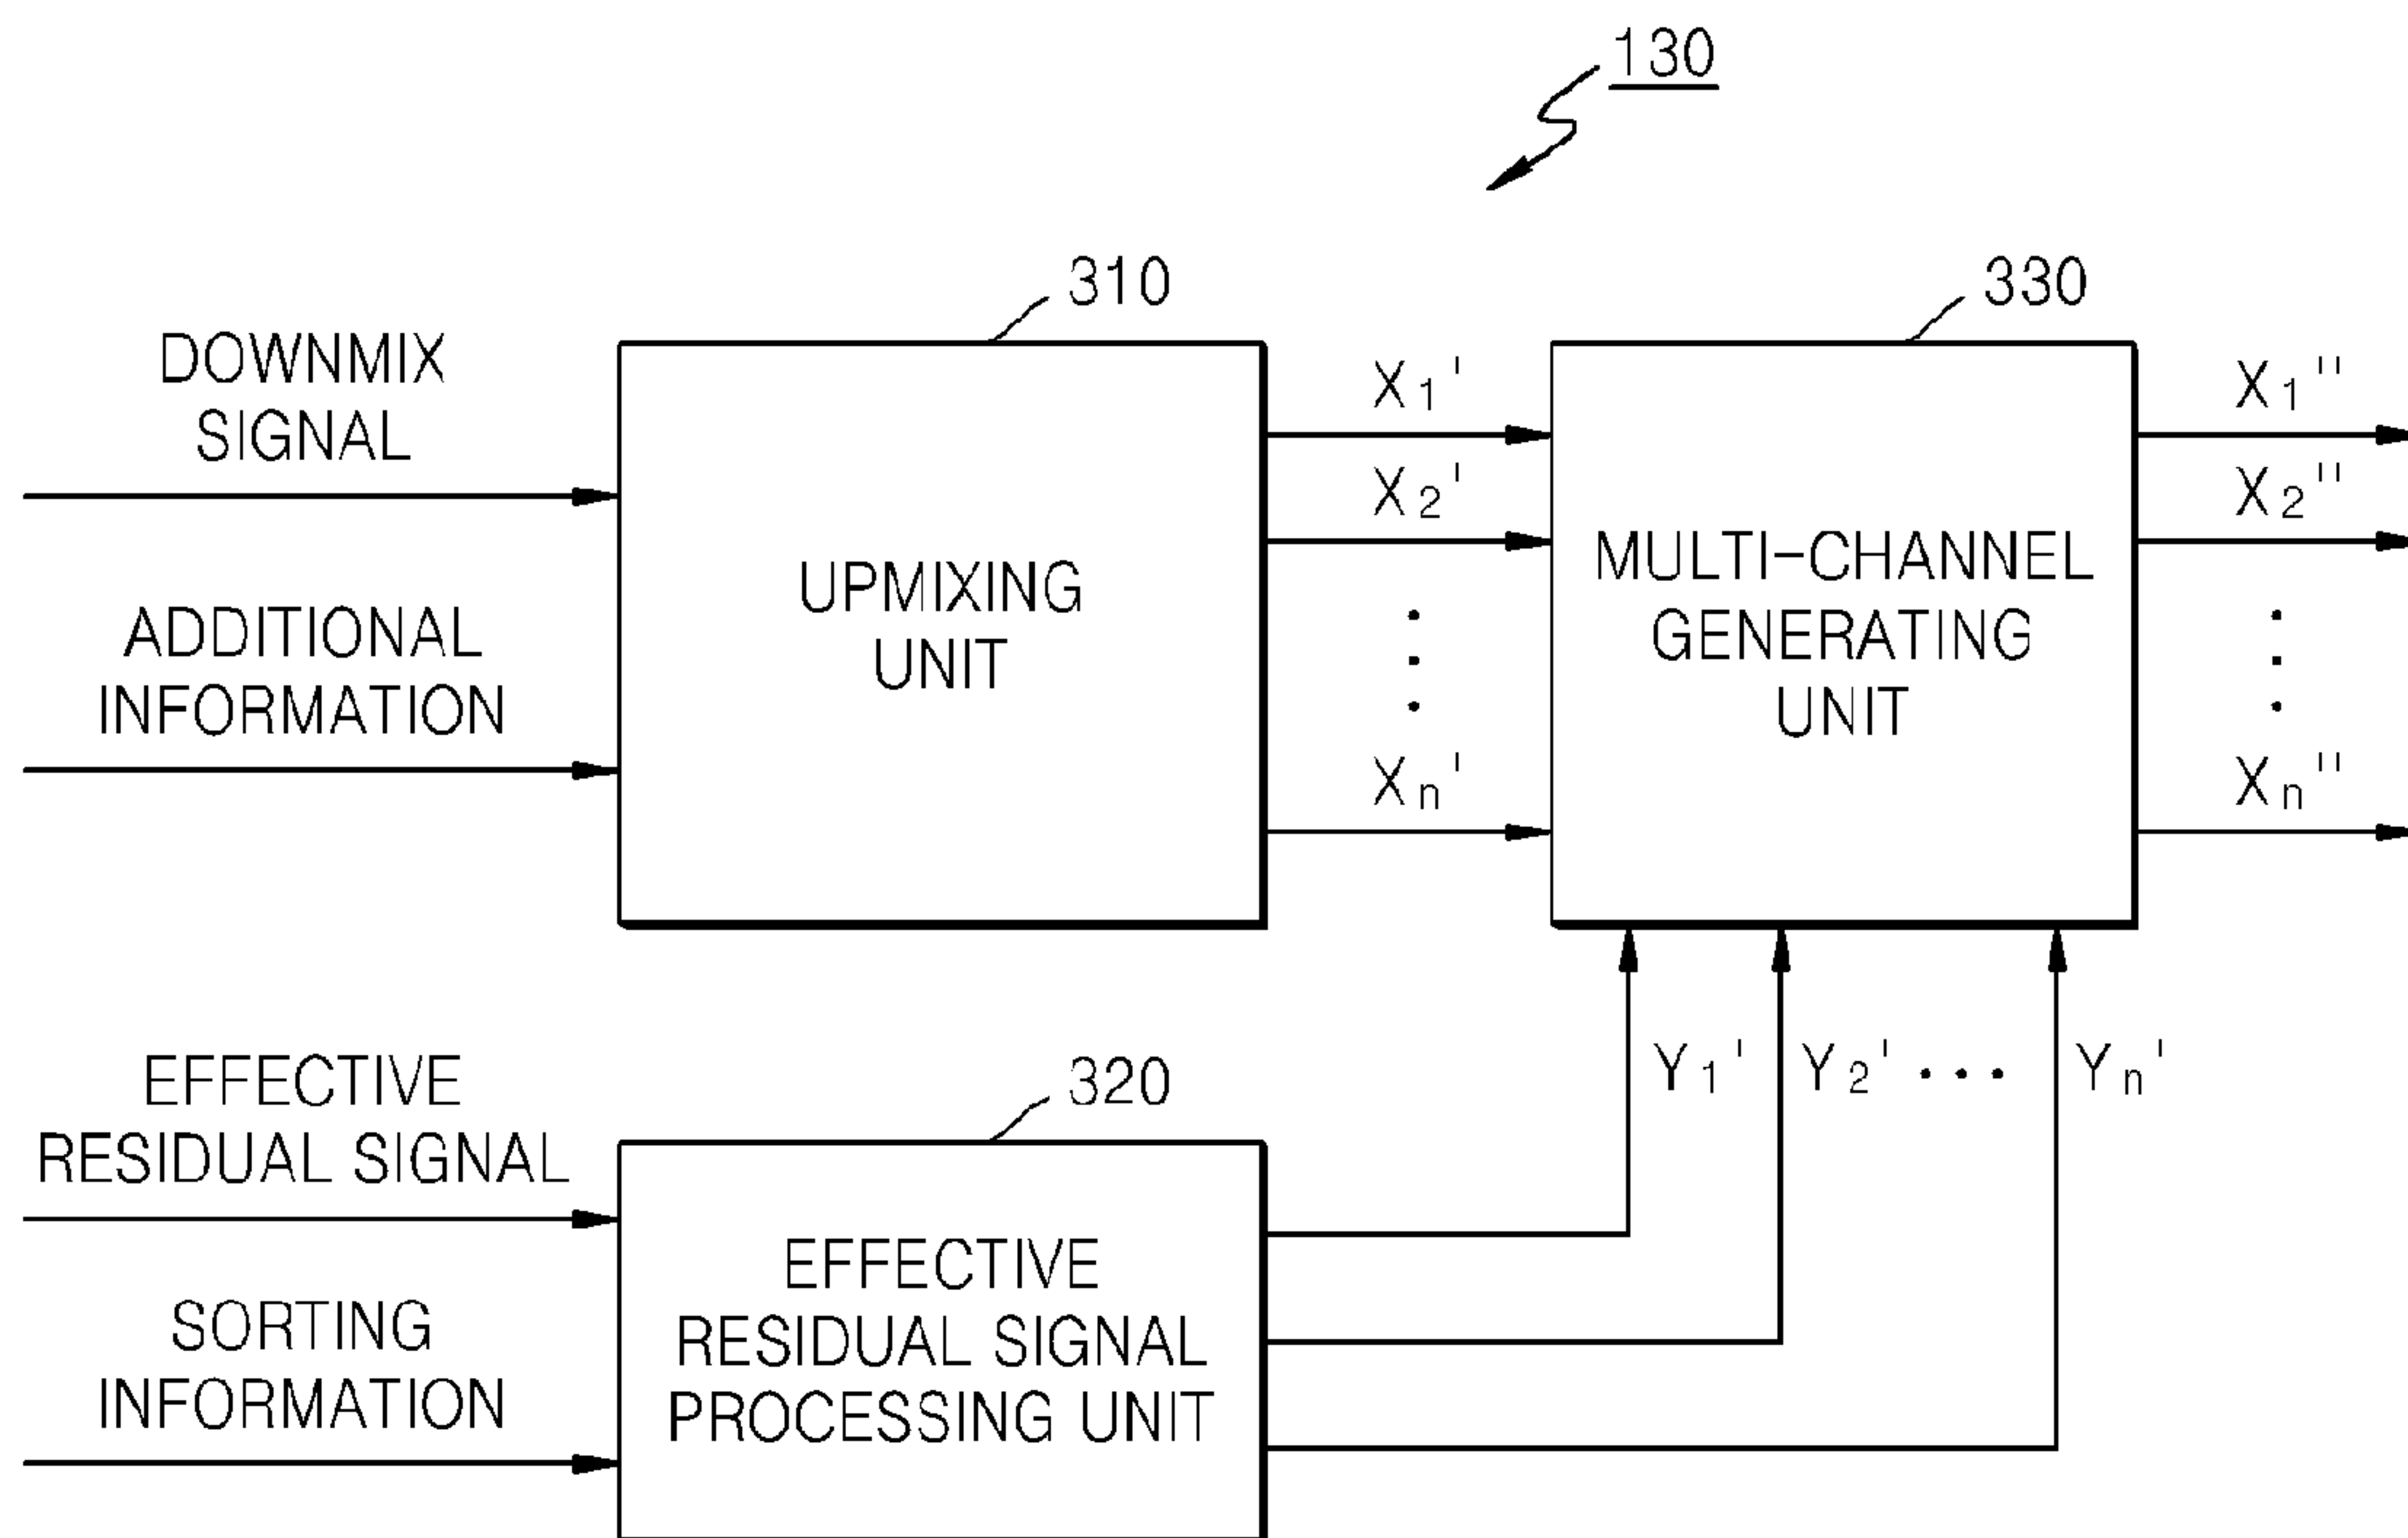 130
310
330
DOWNMIX
SIGNAL
ADDITIONAL
INFORMATION
UPMIXING
UNIT
X1'
X2'
Xn'
MULTI-CHANNEL
GENERATING
UNIT
X1''
X2''
Xn''
EFFECTIVE
RESIDUAL SIGNAL
SORTING
INFORMATION
320
EFFECTIVE
RESIDUAL SIGNAL
PROCESSING UNIT
Y1' Y2' ••• Yn'